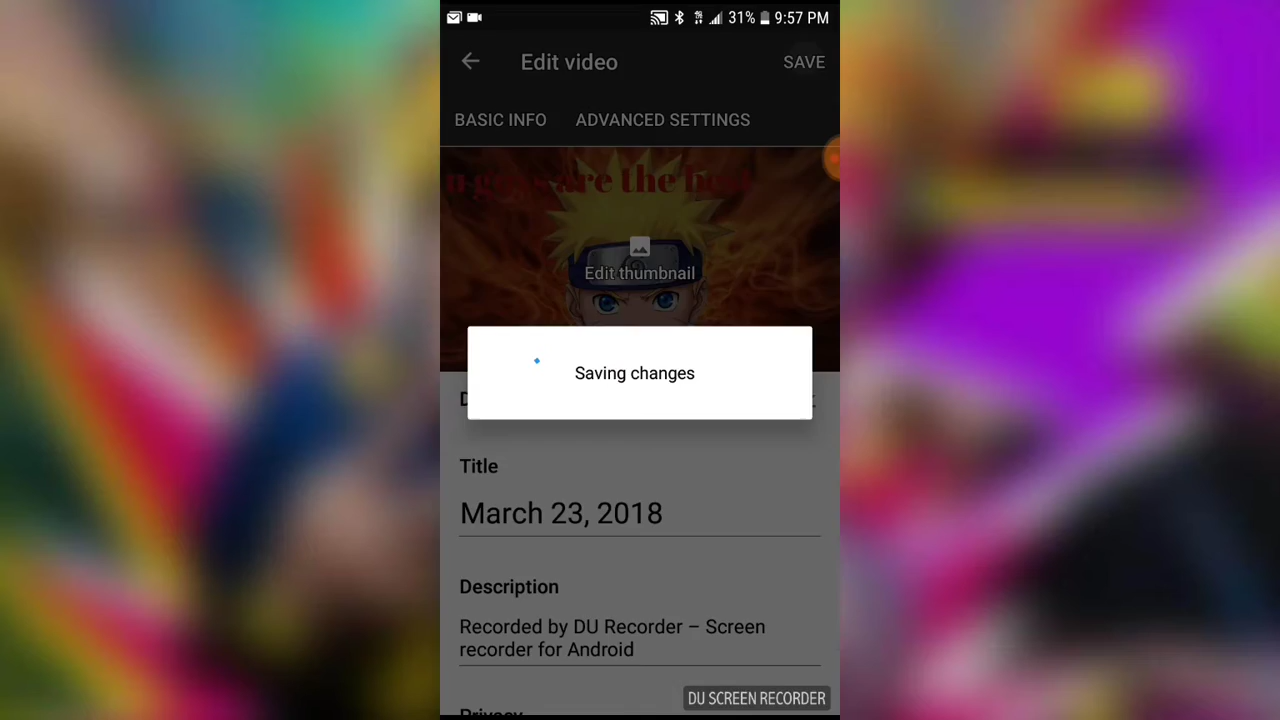 31% 9:57 PM
Edit video
SAVE
BASIC INFO
ADVANCED SETTINGS
are the best
Edit thumbnail
Saving changes
Title
March 23, 2018
Description
Recorded by DU Recorder – Screen
recorder for Android
Privacy
DU SCREEN RECORDER